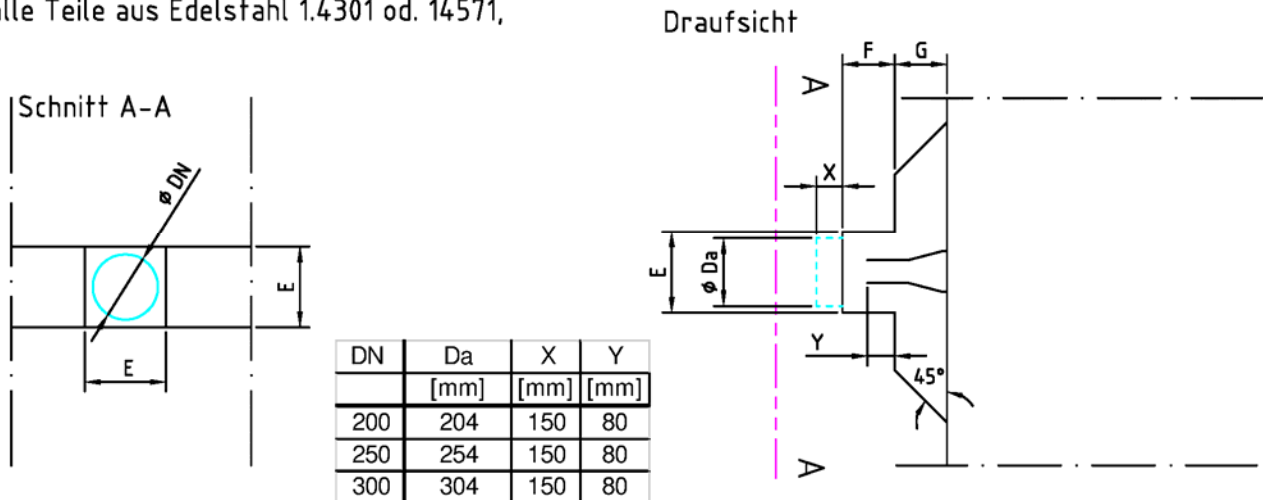 alle Teile aus Edelstahl 1.4301 od. 14571,
Draufsicht
F G
A
Schnitt A-A
ø DN
X
E
E
E
ø Da
Y
45°
A
DN Da X Y
[mm] [mm] [mm]
200 204 150 80
250 254 150 80
300 304 150 80